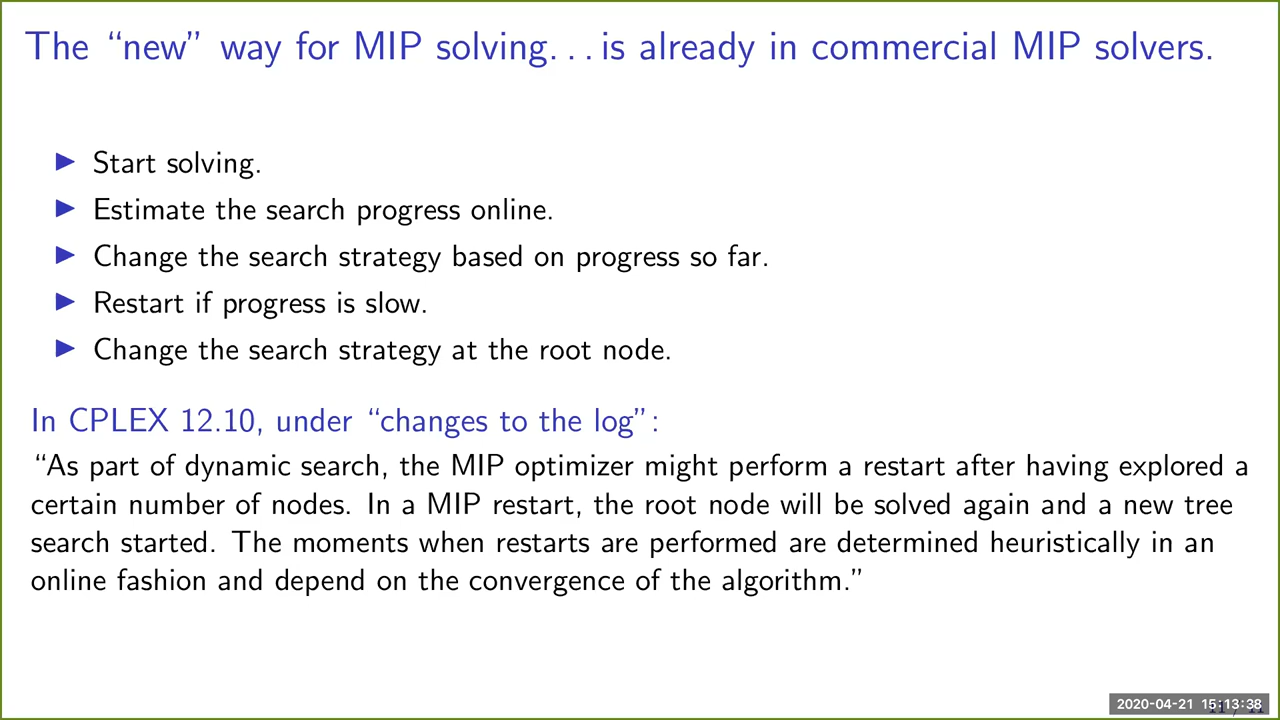 The “new” way for MIP solving. . . is already in commercial MIP solvers.
Start solving.
Estimate the search progress online.
Change the search strategy based on progress so far.
Restart if progress is slow.
Change the search strategy at the root node.
In CPLEX 12.10, under “changes to the log”:
“As part of dynamic search, the MIP optimizer might perform a restart after having explored a
certain number of nodes. In a MIP restart, the root node will be solved again and a new tree
search started. The moments when restarts are performed are determined heuristically in an
online fashion and depend on the convergence of the algorithm.”
2020-04-21 15:13:38